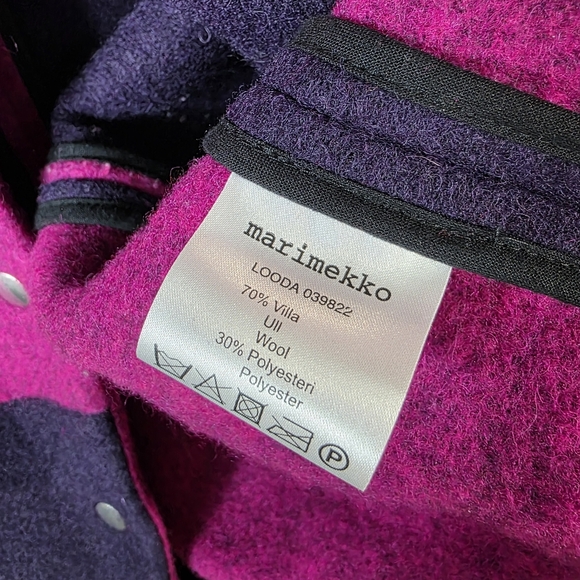 marimekko
LOODA 039822
70% Villa
Ull
Wool
30% Polyesteri
Polyester
P